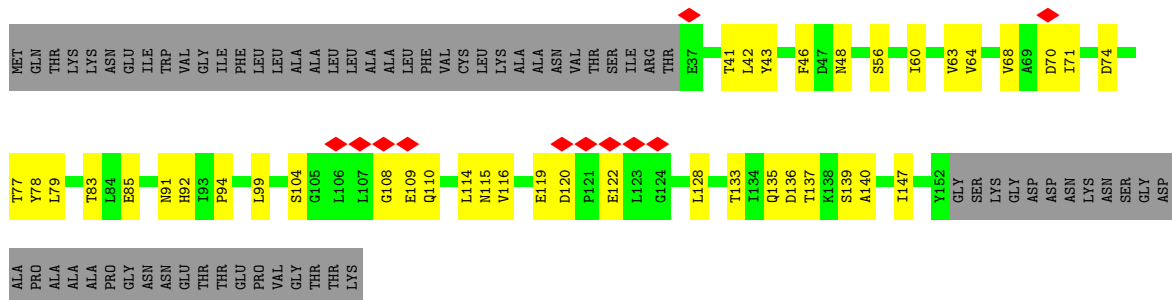 MET GLN THR LYS LYS ASN GLU ILE TRP VAL GLY ILE PHE LEU LEU ALA ALA LEU LEU ALA ALA LEU PHE VAL CYS LEU LYS ALA ALA ASN VAL THR SER ILE ARG THR E37 T41 L42 Y43 F46 D47 N48 S56 I60 V63 V64 V68 A69 D70 I71 D74
T77 Y78 L79 T83 L84 E85 N91 H92 I93 P94 L99 S104 G105 L106 L107 G108 E109 Q110 L114 N115 V116 E119 D120 P121 E122 L123 G124 L128 T133 I134 Q135 D136 T137 K138 S139 A140 I147 Y152 GLY SER LYS GLY ASP ASP ASN LYS ASN SER GLY ASP
ALA PRO ALA ALA ALA PRO GLY ASN ASN GLU THR THR GLU PRO VAL GLY THR THR LYS